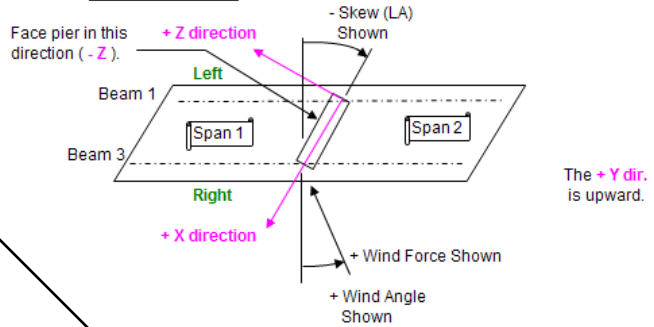 - Skew (LA)
Shown
Face pier in this
direction ( - Z ).
+ Z direction
Left
Beam 1
Span 1
Span 2
Beam 3
Right
The + Y dir.
is upward.
+ X direction
+ Wind Force Shown
+ Wind Angle
Shown